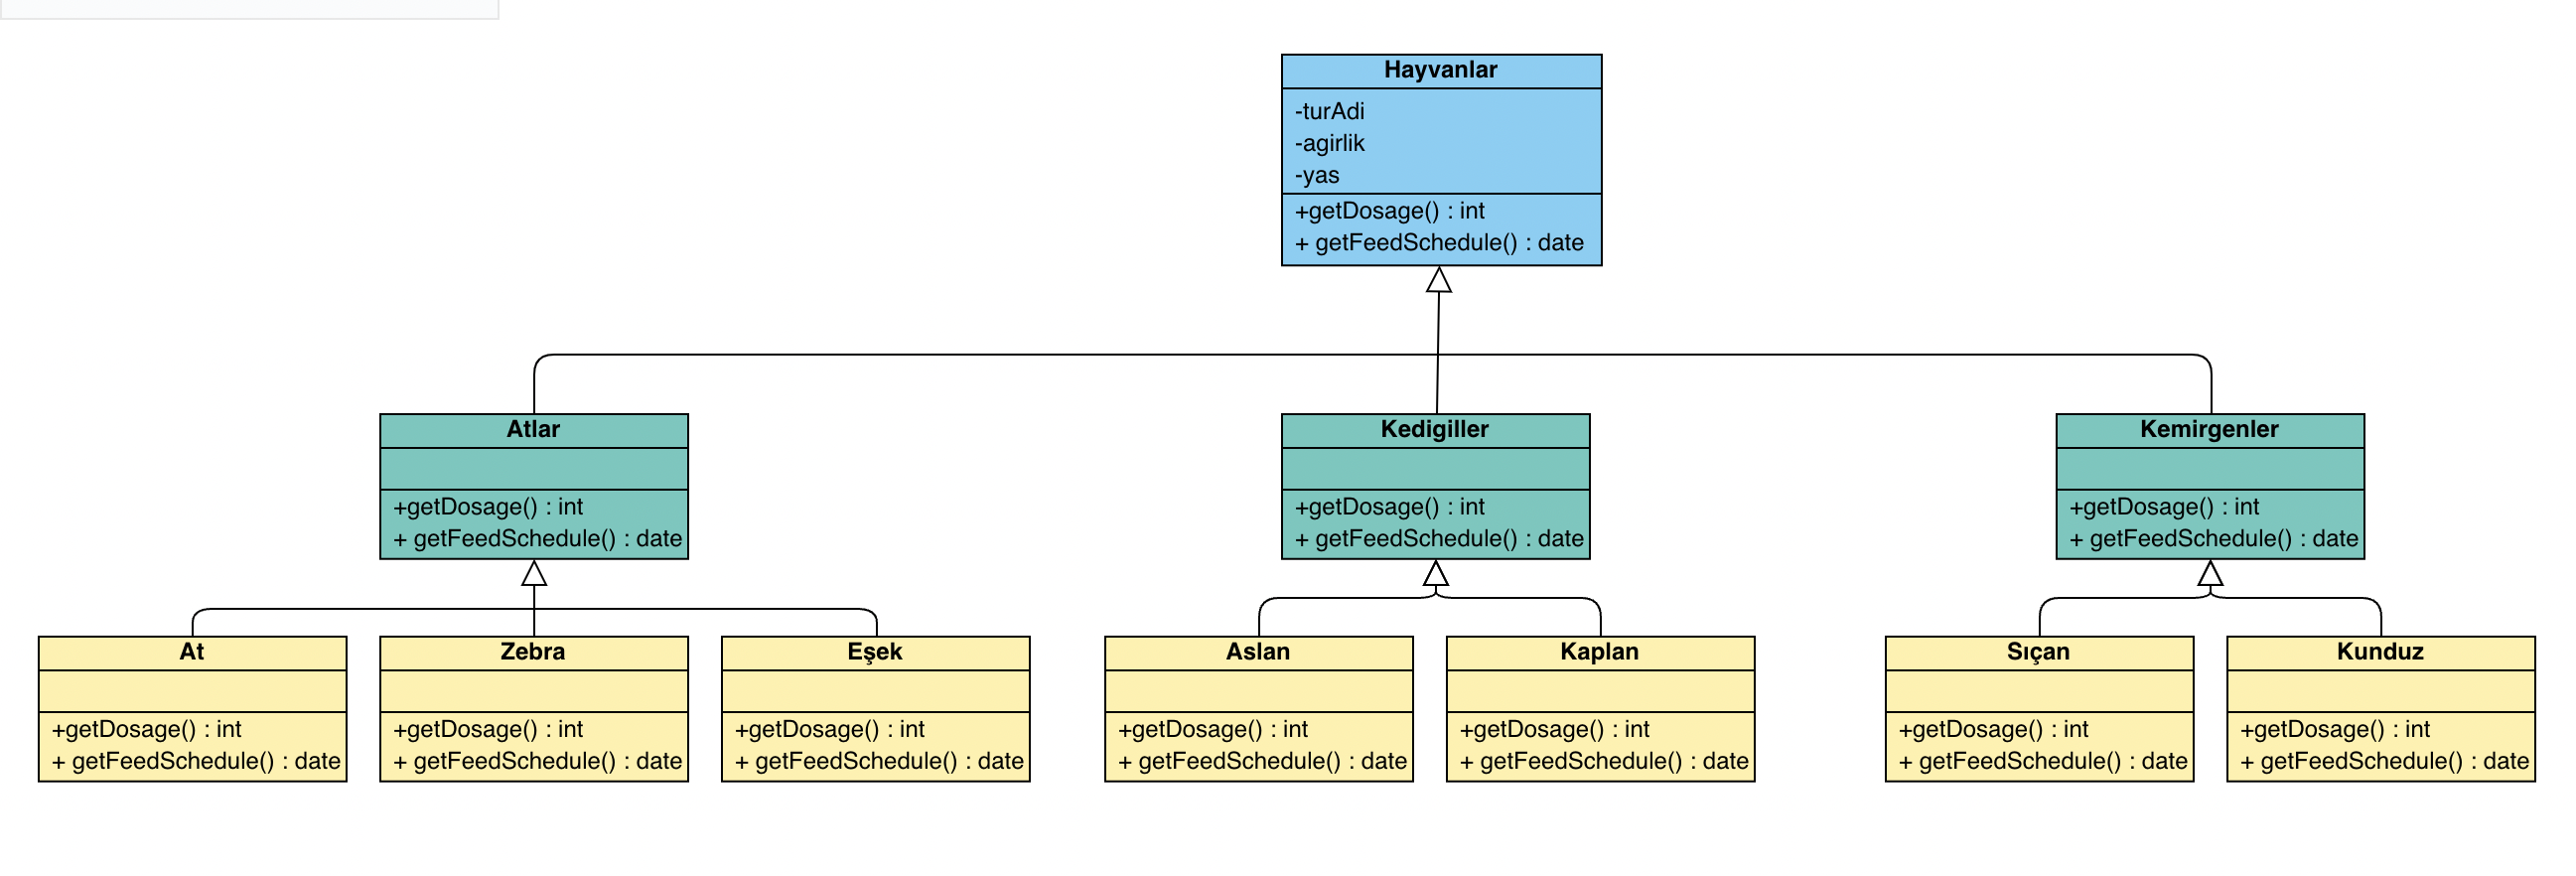 Hayvanlar
-turAdi
-agirlik
-yas
+getDosage() : int
+ getFeedSchedule() : date
Atlar
+getDosage() : int
+ getFeedSchedule() : date
Kedigiller
+getDosage() : int
+ getFeedSchedule() : date
Kemirgenler
+getDosage() : int
+ getFeedSchedule() : date
At
+getDosage() : int
+ getFeedSchedule() : date
Zebra
+getDosage() : int
+ getFeedSchedule() : date
Eşek
+getDosage() : int
+ getFeedSchedule() : date
Aslan
+getDosage() : int
+ getFeedSchedule() : date
Kaplan
+getDosage() : int
+ getFeedSchedule() : date
Sıçan
+getDosage() : int
+ getFeedSchedule() : date
Kunduz
+getDosage() : int
+ getFeedSchedule() : date